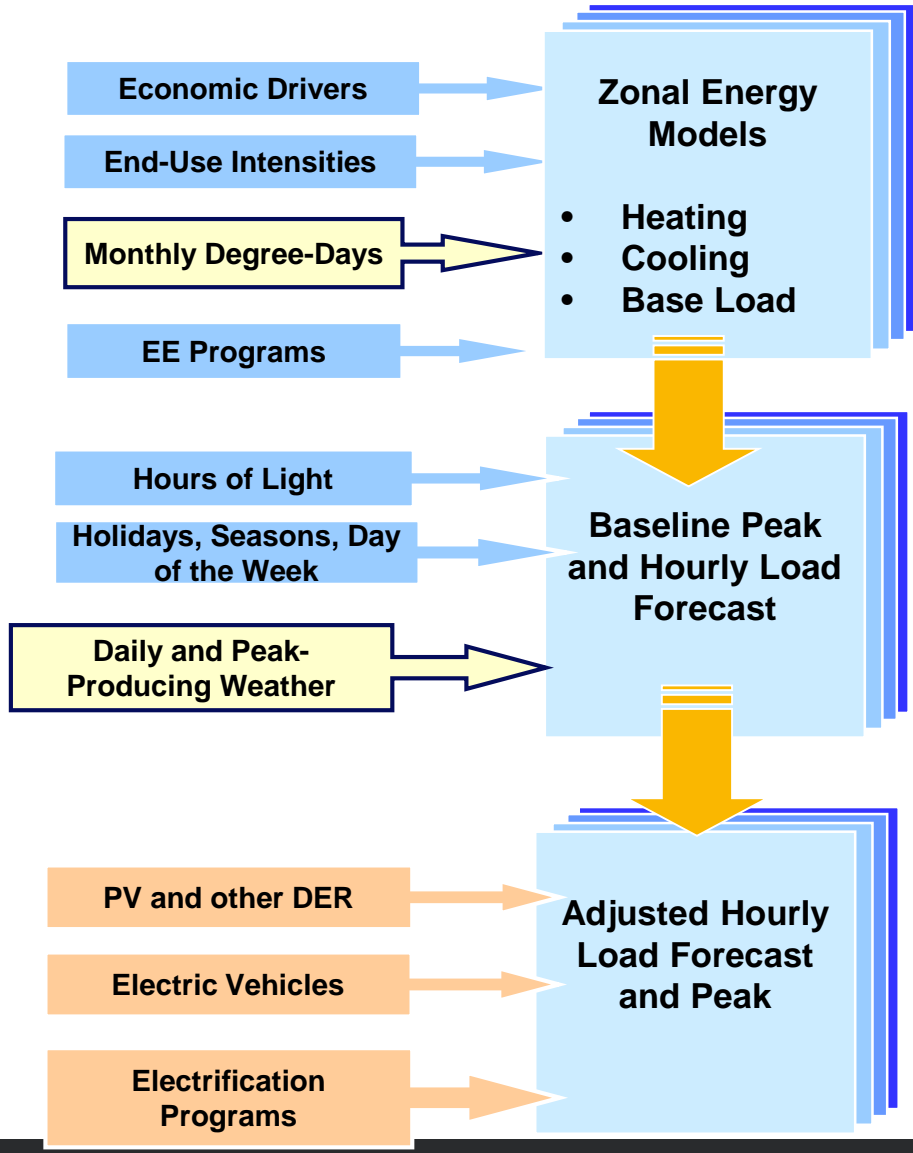 Economic Drivers
End-Use Intensities
Monthly Degree-Days
EE Programs
Zonal Energy
Models
• Heating
• Cooling
• Base Load
Hours of Light
Holidays, Seasons, Day
of the Week
Daily and Peak-
Producing Weather
Baseline Peak
and Hourly Load
Forecast
PV and other DER
Electric Vehicles
Electrification
Programs
Adjusted Hourly
Load Forecast
and Peak